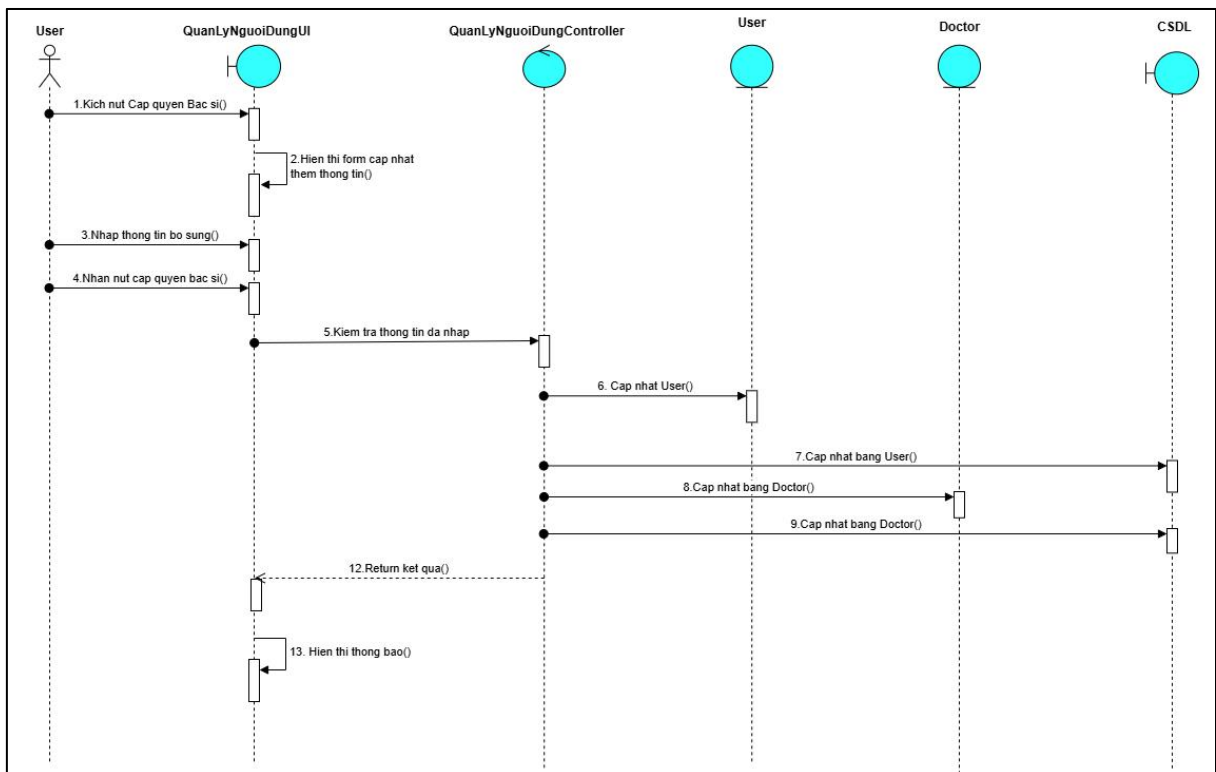 User
QuanLyNguoiDungUI
QuanLyNguoiDungController
User
Doctor
CSDL
1.Kich nut Cap quyen Bac si()
2.Hien thi form cap nhat
them thong tin()
3.Nhap thong tin bo sung()
4.Nhan nut cap quyen bac si()
5.Kiem tra thong tin da nhap
6. Cap nhat User()
7.Cap nhat bang User()
8.Cap nhat bang Doctor()
9.Cap nhat bang Doctor()
12.Return ket qua()
13. Hien thi thong bao()